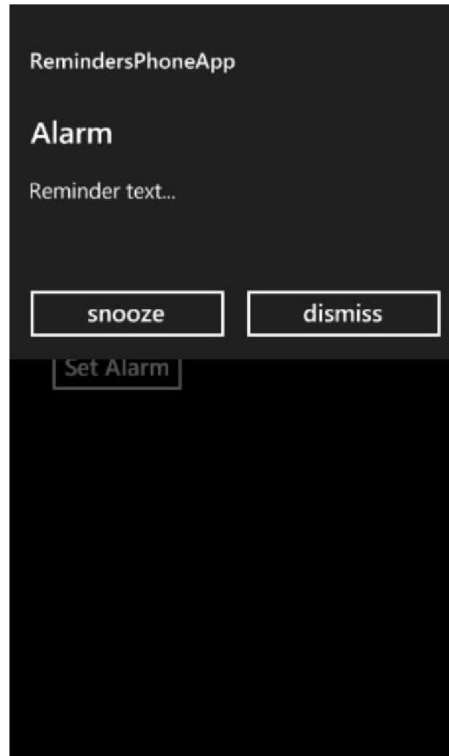 RemindersPhoneApp
Alarm
Reminder text...
snooze dismiss
Set Alarm